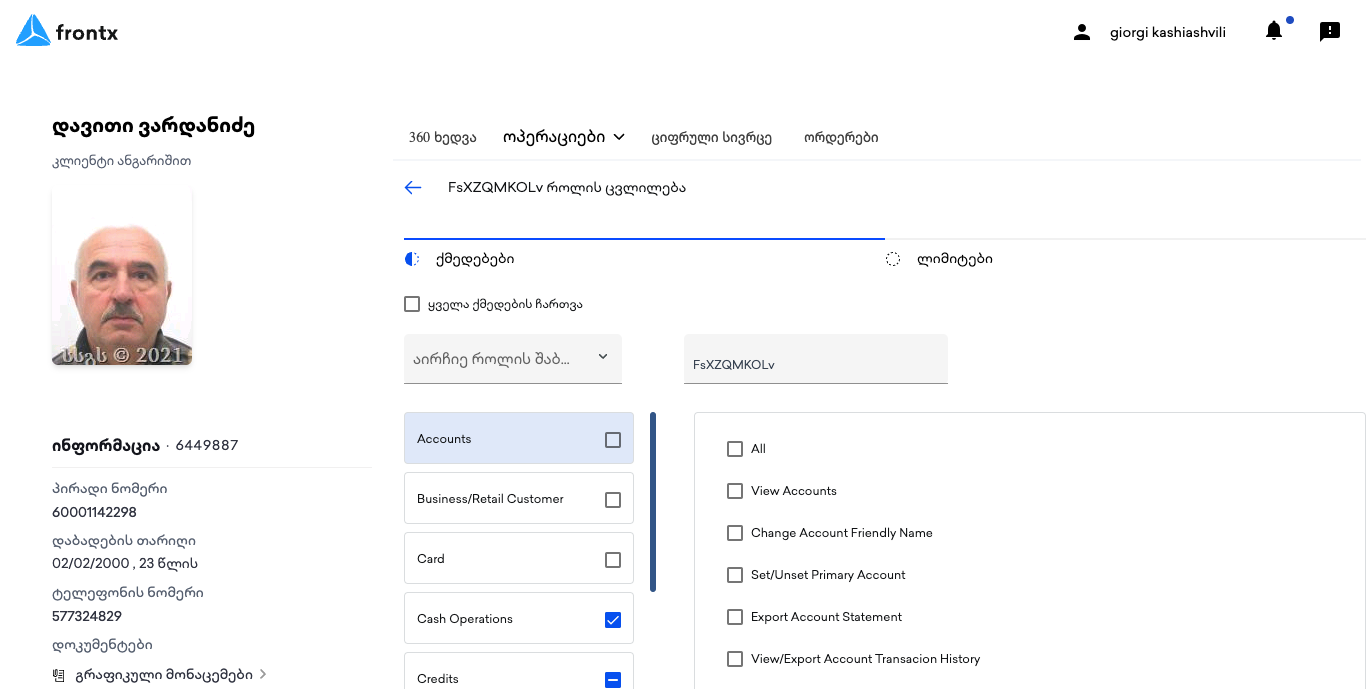 frontx
giorgi kashiashvili
დავითი ვარდანიძე
კლიენტი ანგარიშით
სსგს © 2021
ინფორმაცია · 6449887
პირადი ნომერი
60001142298
დაბადების თარიღი
02/02/2000 , 23 წლის
ტელეფონის ნომერი
577324829
დოკუმენტები
გრაფიკული მონაცემები
360 ხედვა ოპერაციები ციფრული სივრცე ორდერები
FsXZQMKOLv როლის ცვლილება
ქმედებები ლიმიტები
ყველა ქმედების ჩართვა
აირჩიე როლის შაბ... FsXZQMKOLv
Accounts
Business/Retail Customer
Card
Cash Operations
Credits
All
View Accounts
Change Account Friendly Name
Set/Unset Primary Account
Export Account Statement
View/Export Account Transacion History